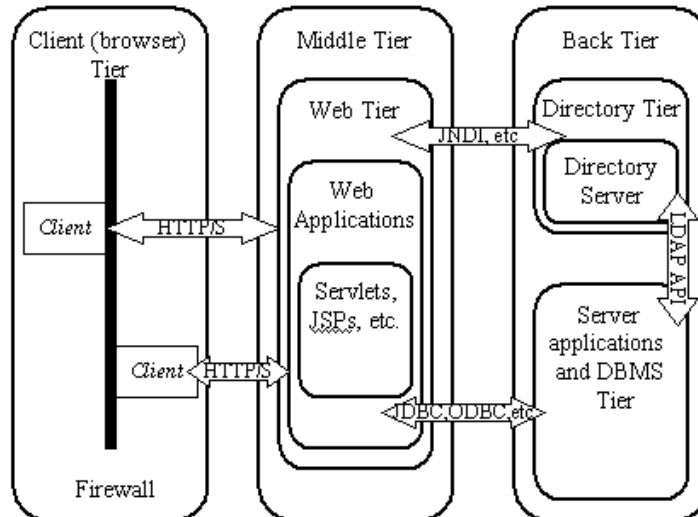 Client (browser)
Tier
Client
HTTP/S
Client
HTTP/S
Firewall
Middle Tier
Web Tier
Web
Applications
Servlets,
JSPs, etc.
JNDI, etc
JDBC,ODBC,etc
Back Tier
Directory Tier
Directory
Server
LDAP API
Server
applications
and DBMS
Tier